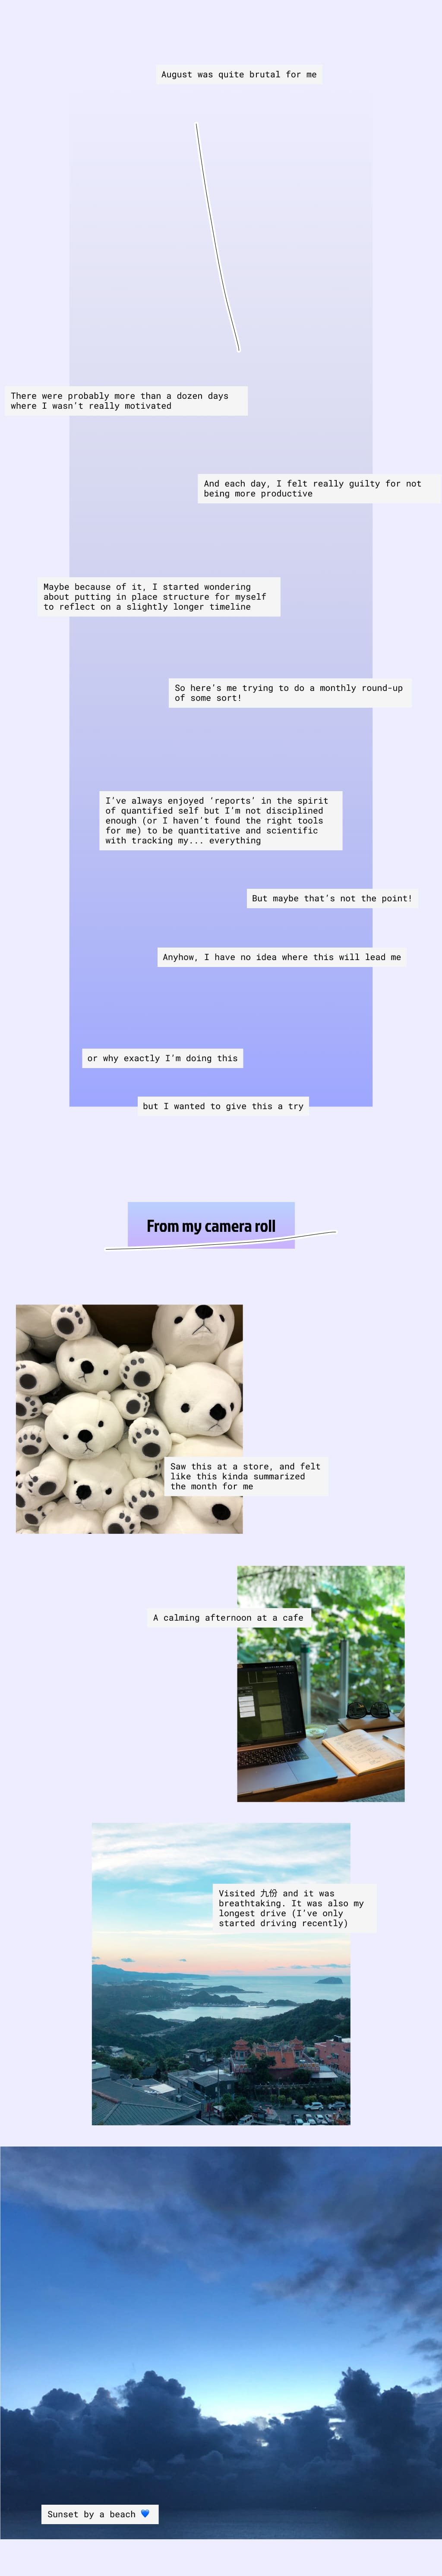 August was quite brutal for me
There were probably more than a dozen days
where I wasn't really motivated
And each day, I felt really guilty for not
being more productive
Maybe because of it, I started wondering
about putting in place structure for myself
to reflect on a slightly longer timeline
So here's me trying to do a monthly round-up
of some sort!
I've always enjoyed 'reports' in the spirit
of quantified self but I'm not disciplined
enough (or I haven't found the right tools
for me) to be quantitative and scientific
with tracking my... everything
But maybe that's not the point!
Anyhow, I have no idea where this will lead me
or why exactly I'm doing this
but I wanted to give this a try
From my camera roll
Saw this at a store, and felt
like this kinda summarized
the month for me
A calming afternoon at a cafe
Visited 九份 and it was
breathtaking. It was also my
longest drive (I've only
started driving recently)
Sunset by a beach 💙